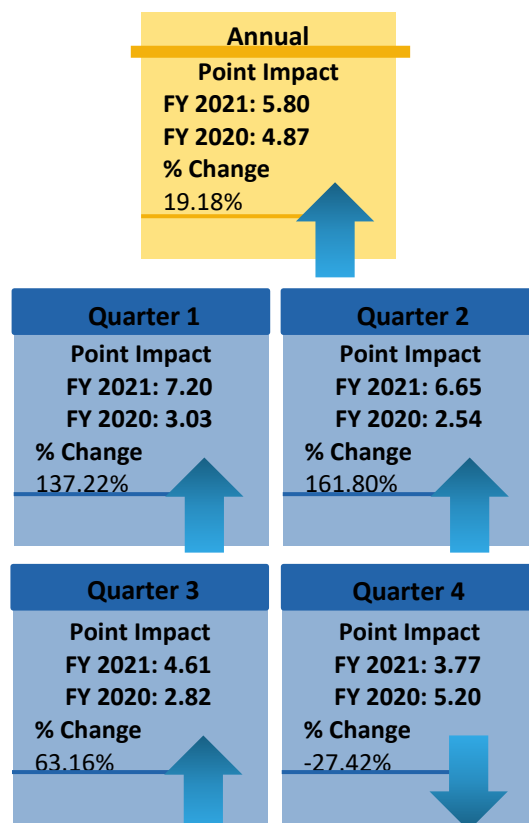 Annual
Point Impact
FY 2021: 5.80
FY 2020: 4.87
% Change
19.18%
Quarter 1
Point Impact
FY 2021: 7.20
FY 2020: 3.03
% Change
137.22%
Quarter 2
Point Impact
FY 2021: 6.65
FY 2020: 2.54
% Change
161.80%
Quarter 3
Point Impact
FY 2021: 4.61
FY 2020: 2.82
% Change
63.16%
Quarter 4
Point Impact
FY 2021: 3.77
FY 2020: 5.20
% Change
-27.42%